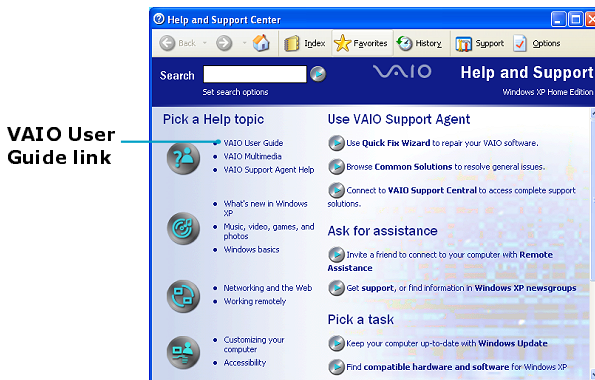 Help and Support Center
Back
Index
Favorites
History
Support
Options
Search
Set search options
VAIO
Help and Support
Windows XP Home Edition
VAIO User
Guide link
Pick a Help topic
VAIO User Guide
VAIO Multimedia
VAIO Support Agent Help
What's new in Windows
XP
Music, video, games, and
photos
Windows basics
Networking and the Web
Working remotely
Customizing your
computer
Accessibility
Use VAIO Support Agent
Use Quick Fix Wizard to repair your VAIO software.
Browse Common Solutions to resolve general issues.
Connect to VAIO Support Central to access complete support
solutions.
Ask for assistance
Invite a friend to connect to your computer with Remote
Assistance
Get support, or find information in Windows XP newsgroups
Pick a task
Keep your computer up-to-date with Windows Update
Find compatible hardware and software for Windows XP